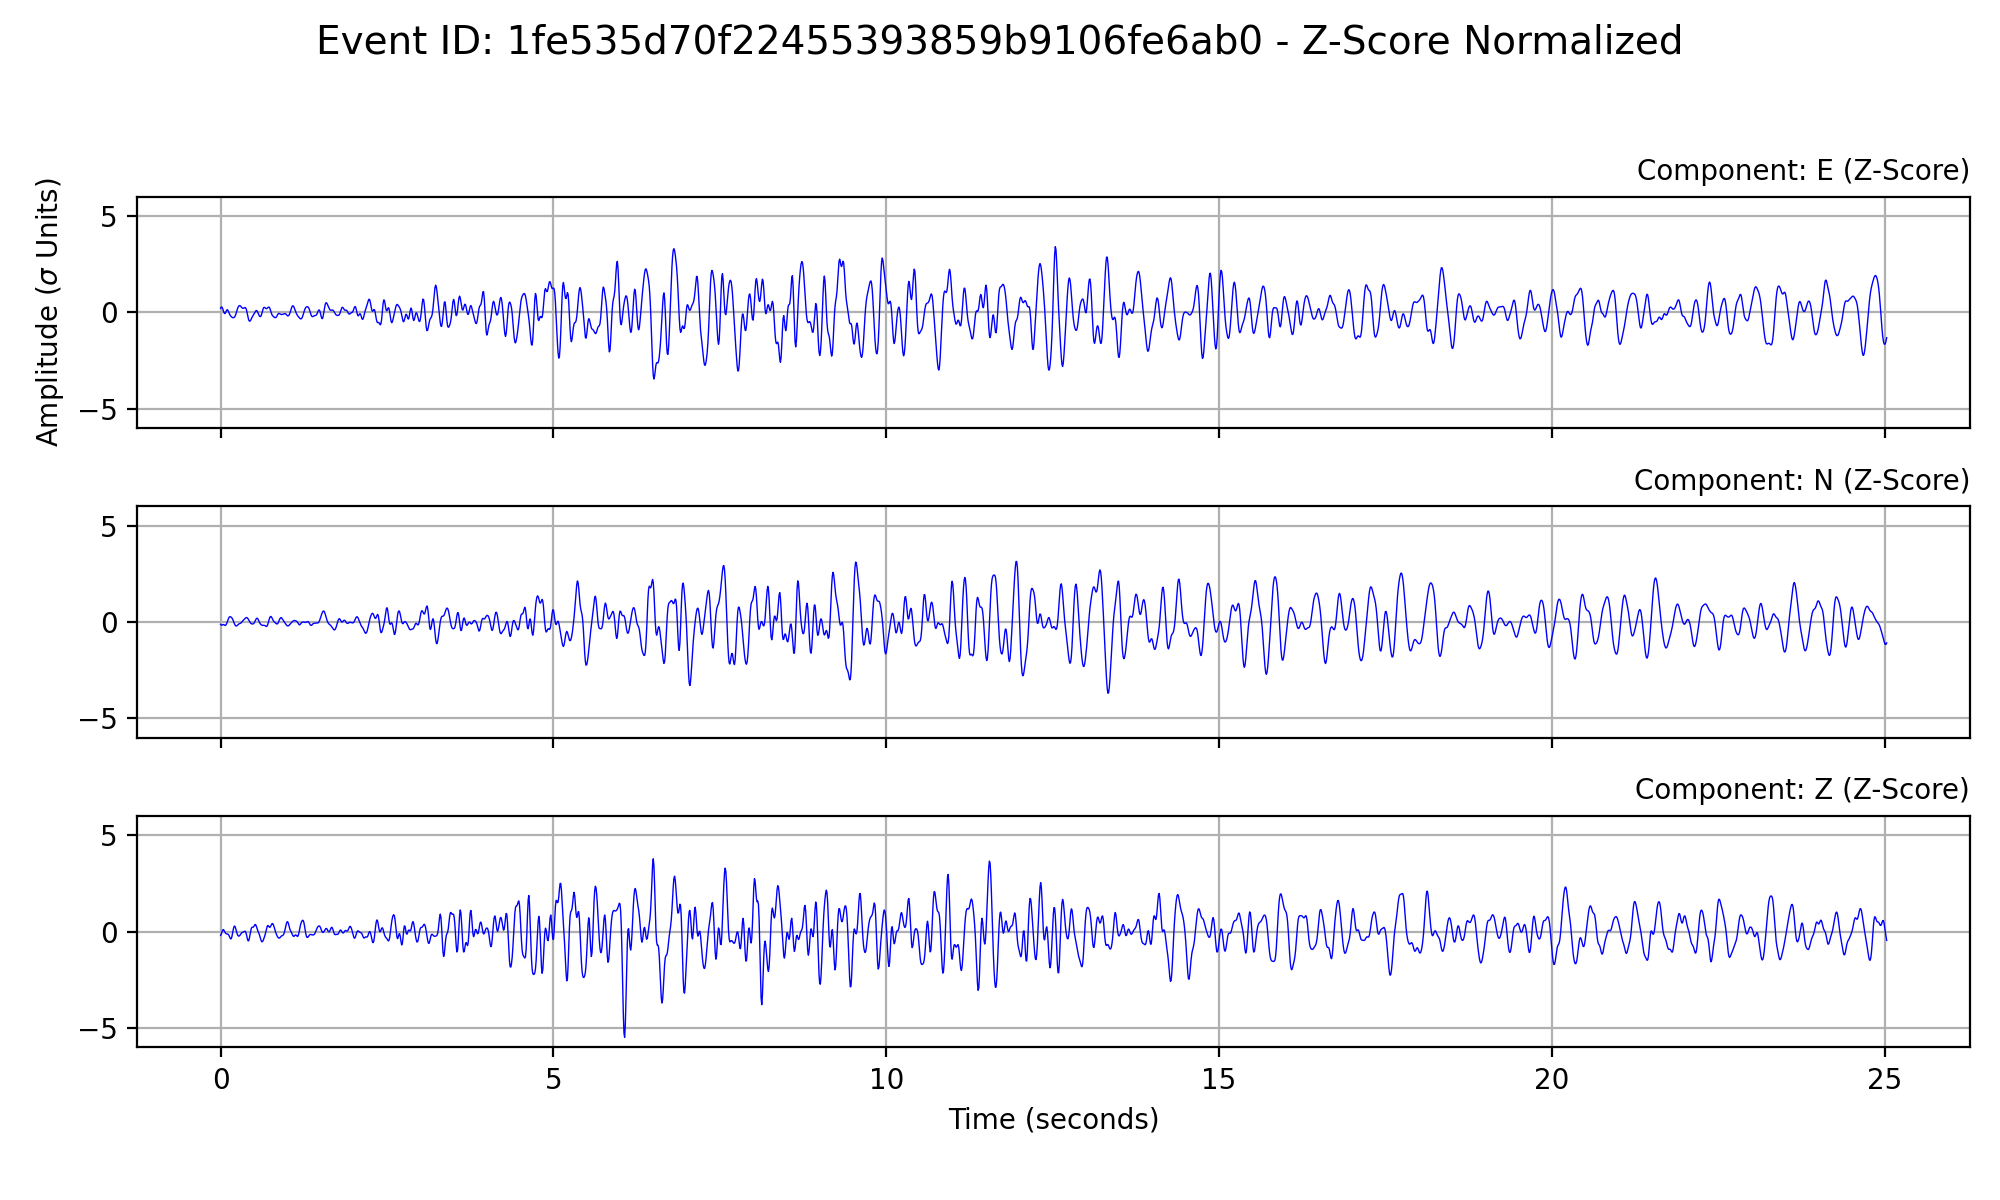 Event ID: 1fe535d70f22455393859b9106fe6ab0 - Z-Score Normalized
Component: E (Z-Score)
Amplitude (σ Units)
5
0
−5
Component: N (Z-Score)
5
0
−5
Component: Z (Z-Score)
5
0
−5
0 5 10 15 20 25
Time (seconds)